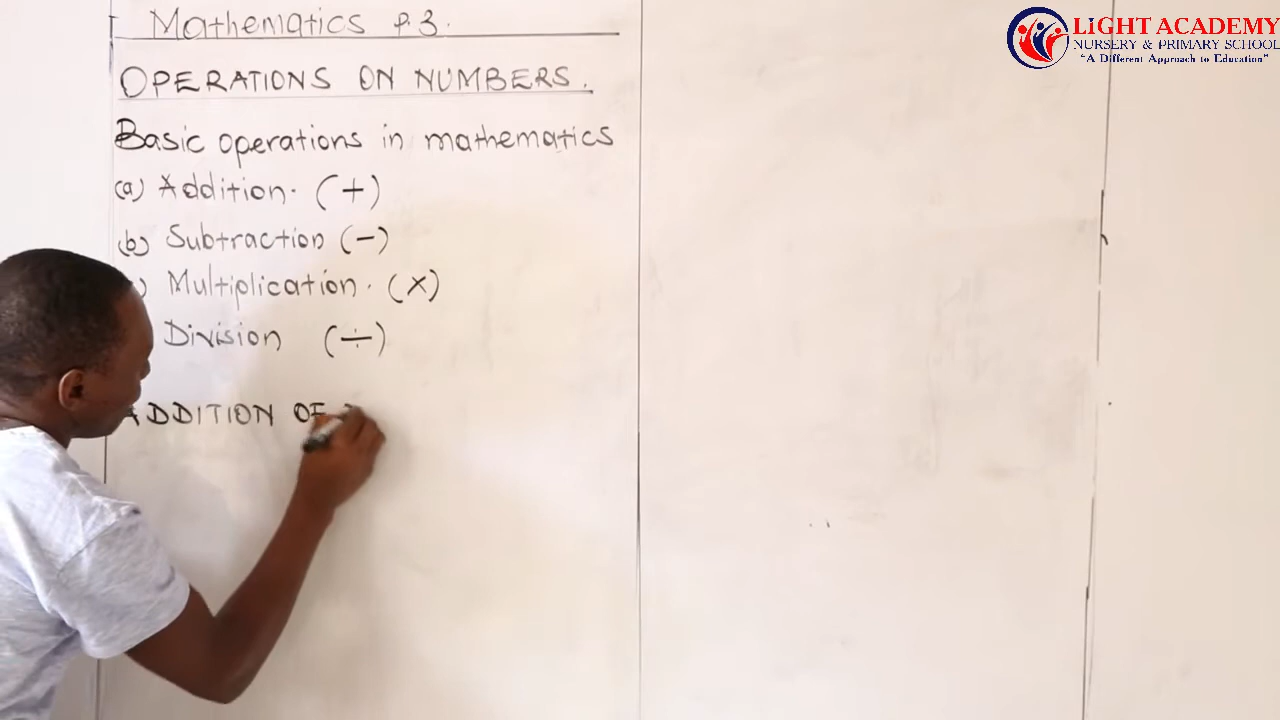 Mathematics P.3.
OPERATIONS ON NUMBERS.
Basic operations in mathematics
(a) Addition. (+)
(b) Subtraction (-)
) Multiplication. (×)
Division (÷)
ADDITION OF
LIGHT ACADEMY
NURSERY & PRIMARY SCHOOL
"A Different Approach to Education"